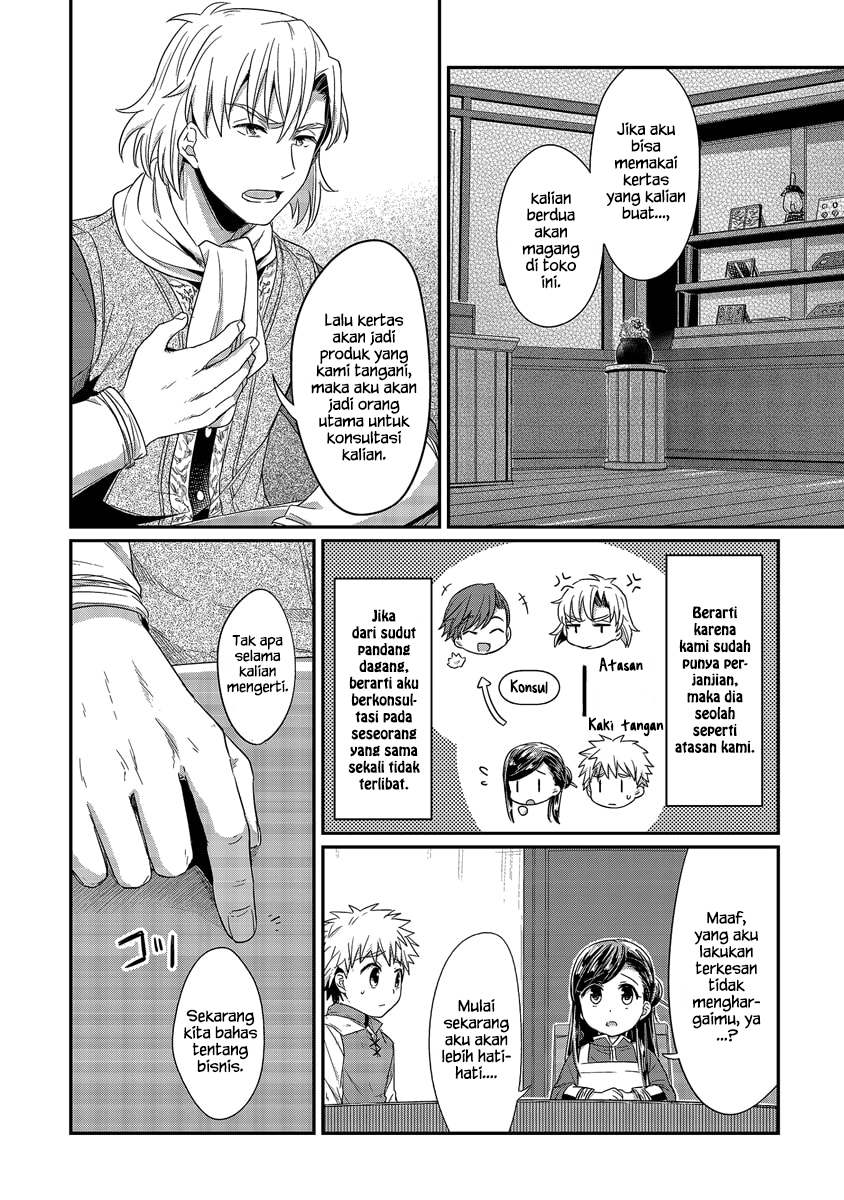 Jika aku
bisa
memakai
kertas
yang kalian
buat...,
kalian
berdua
akan
magang
di toko
ini.
Lalu kertas
akan jadi
produk yang
kami tangani,
maka aku akan
jadi orang
utama untuk
konsultasi
kalian.
Berarti
karena
kami sudah
punya per-
janjian,
maka dia
seolah
seperti
atasan kami.
Atasan
Kaki tangan
Konsul
Jika
dari sudut
pandang
dagang,
berarti aku
berkonsul-
tasi pada
seseorang
yang sama
sekali tidak
terlibat.
Maaf,
yang aku
lakukan
terkesan
tidak
menghar-
gaimu, ya
...?
Mulai
sekarang
aku akan
lebih hati-
hati....
Tak apa
selama
kalian
mengerti.
コツ
Sekarang
kita bahas
tentang
bisnis.